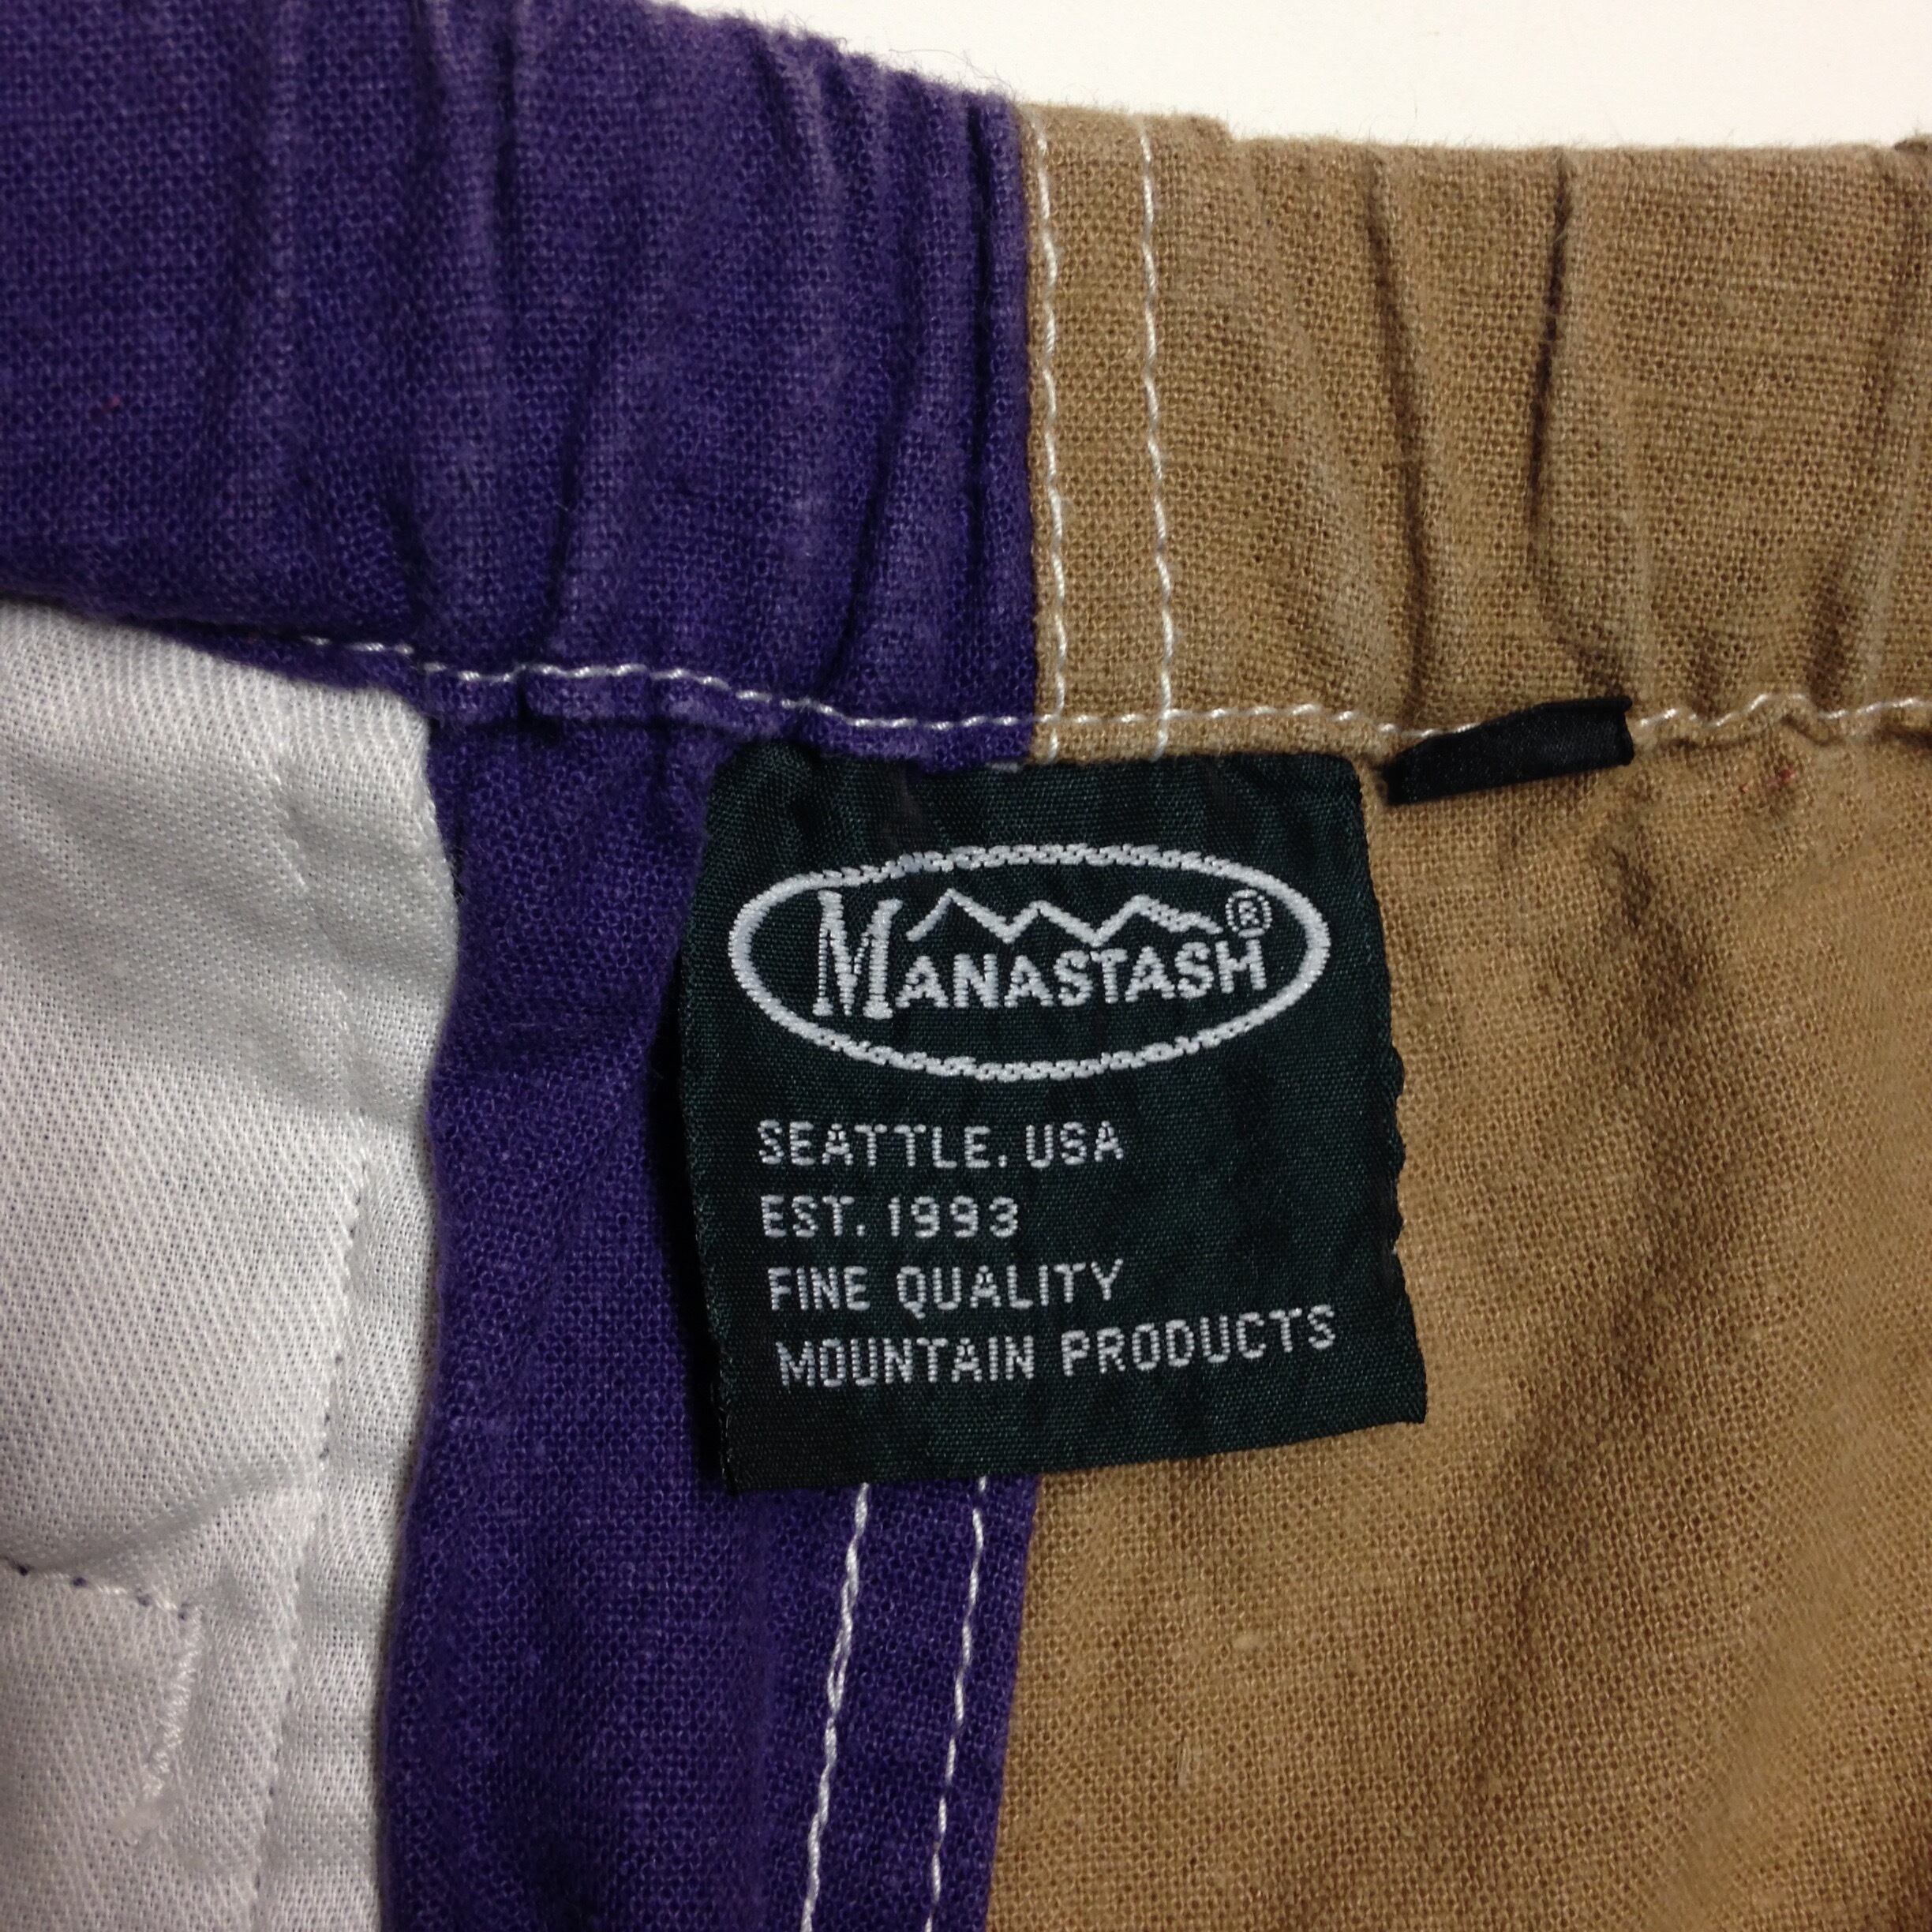 MANASTASH®
SEATTLE, USA
EST. 1993
FINE QUALITY
MOUNTAIN PRODUCTS